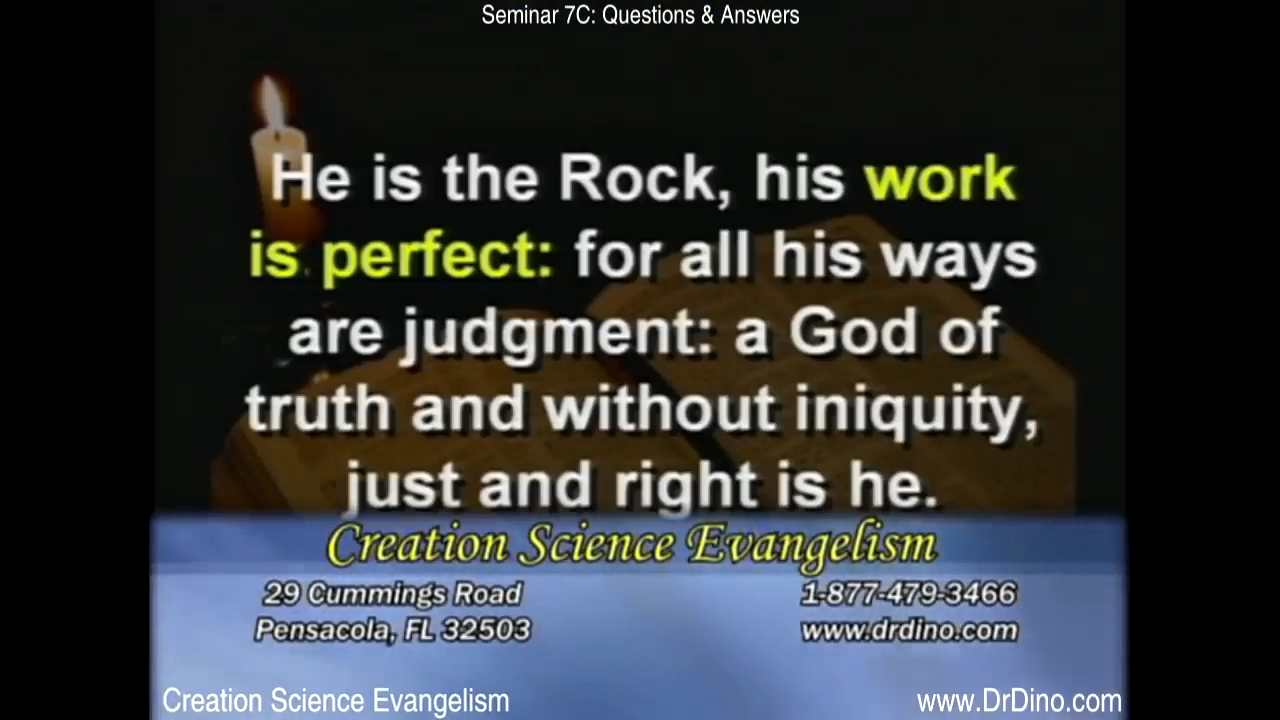 Seminar 7C: Questions & Answers
He is the Rock, his work
is perfect: for all his ways
are judgment: a God of
truth and without iniquity,
just and right is he.
Creation Science Evangelism
29 Cummings Road
1-877-479-3466
Pensacola, FL 32503
www.drdino.com
Creation Science Evangelism
www.DrDino.com